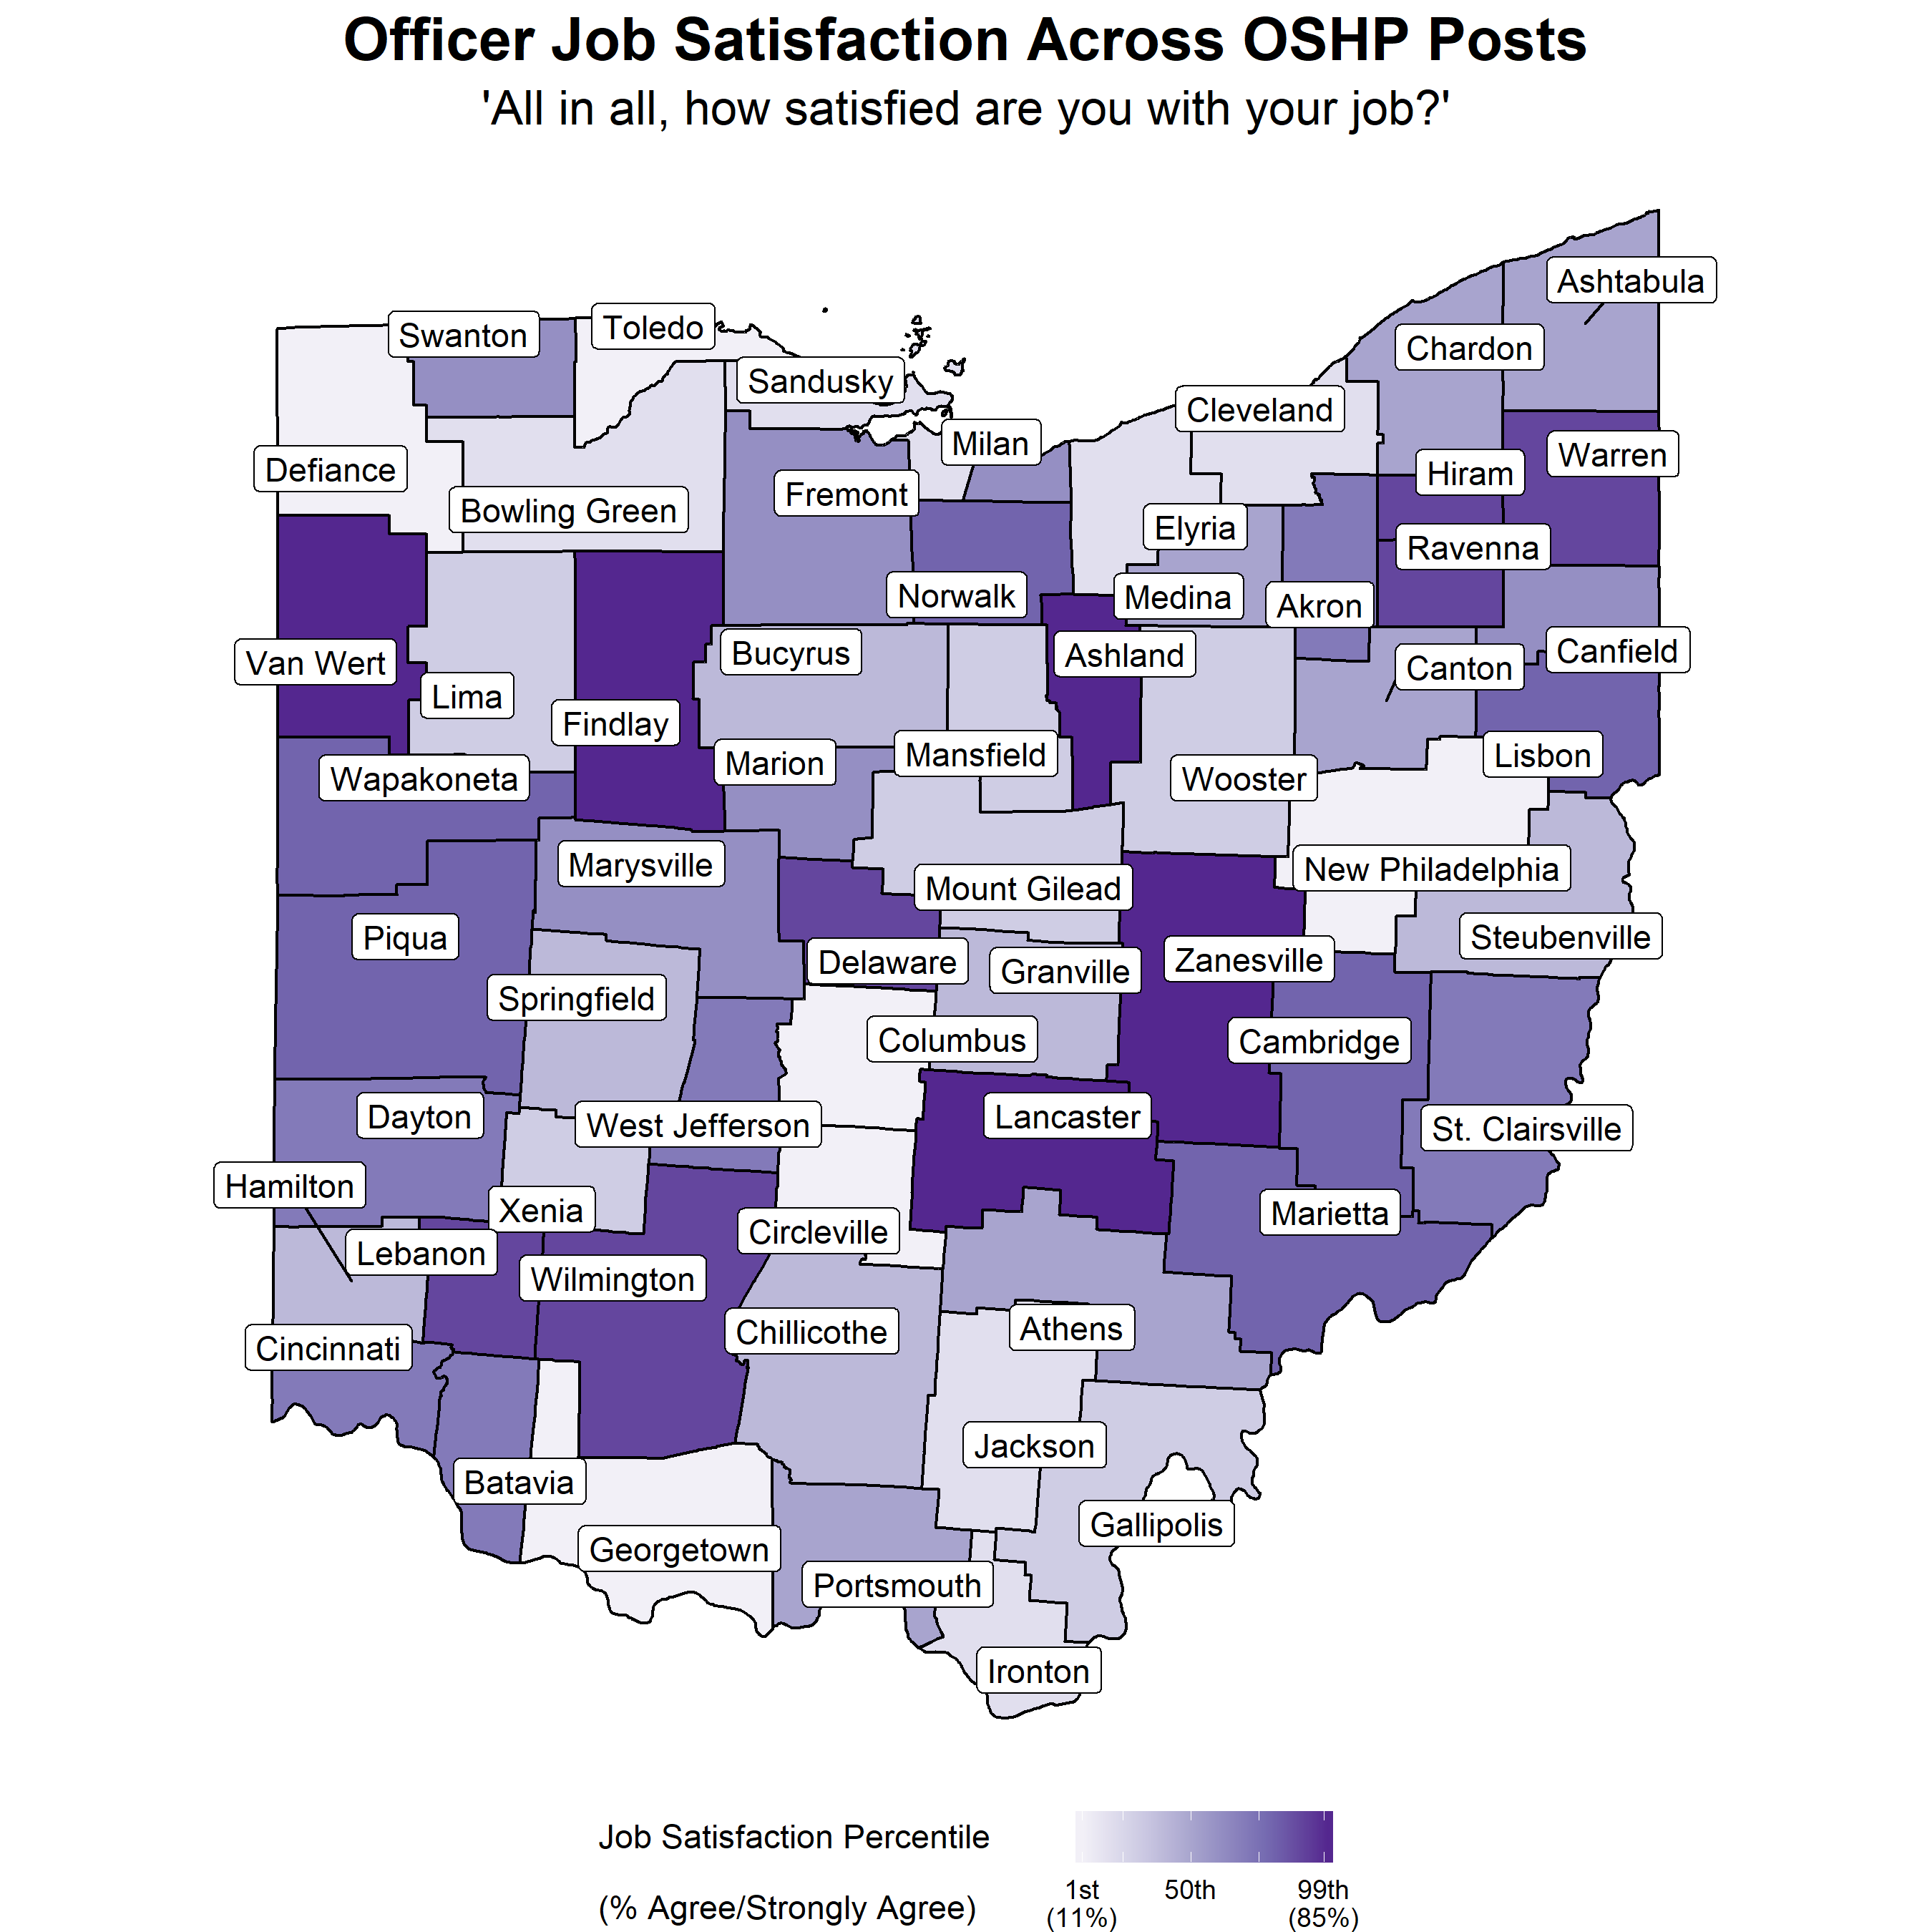 Officer Job Satisfaction Across OSHP Posts
'All in all, how satisfied are you with your job?'
Ashtabula
Swanton
Toledo
Chardon
Sandusky
Cleveland
Milan
Warren
Defiance
Hiram
Fremont
Bowling Green
Elyria
Ravenna
Norwalk
Medina
Akron
Bucyrus
Ashland
Canfield
Van Wert
Canton
Lima
Findlay
Mansfield
Lisbon
Marion
Wapakoneta
Wooster
Marysville
New Philadelphia
Mount Gilead
Piqua
Steubenville
Delaware
Zanesville
Granville
Springfield
Columbus
Cambridge
Dayton
Lancaster
West Jefferson
St. Clairsville
Hamilton
Xenia
Marietta
Circleville
Lebanon
Wilmington
Athens
Chillicothe
Cincinnati
Jackson
Batavia
Gallipolis
Georgetown
Portsmouth
Ironton
Job Satisfaction Percentile
(% Agree/Strongly Agree)
1st 50th 99th
(11%) (85%)